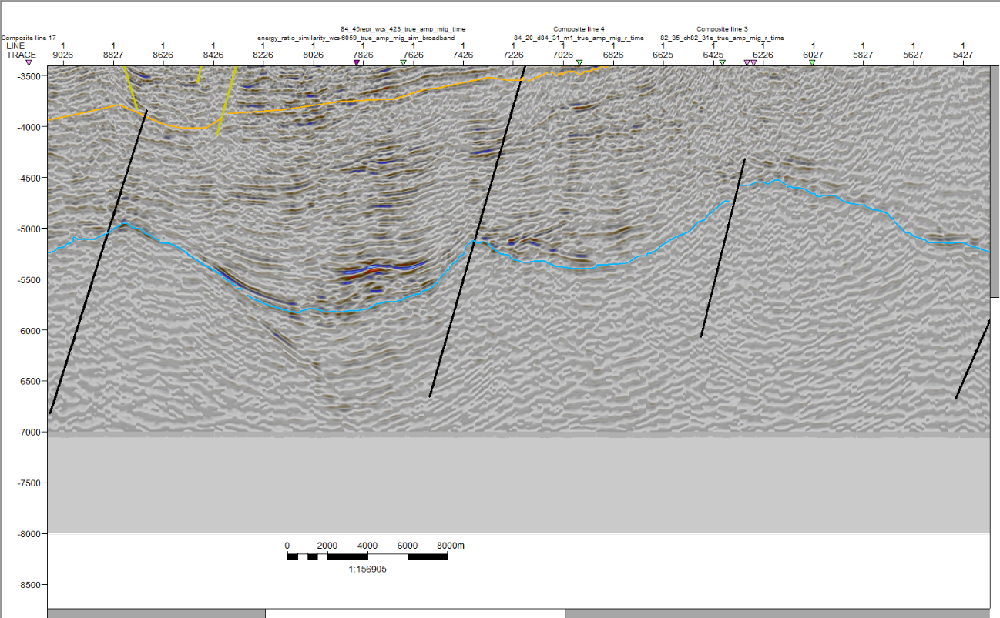 84_45repr_wcs_423_true_amp_mig_time Composite line 4 Composite line 3
Composite line 17 energy_ratio_similarity_wcs-6059_true_amp_mig_sim_broadband 84_20_d84_31_m1_true_amp_mig_r_time 82_35_ch82_31e_true_amp_mig_r_time
LINE 1 1 1 1 1 1 1 1 1 1 1 1 1 1 1 1 1 1 1
TRACE 9026 8827 8626 8426 8226 8026 7826 7626 7426 7226 7026 6826 6625 6425 6226 6027 5827 5627 5427
-3500
-4000
-4500
-5000
-5500
-6000
-6500
-7000
-7500
-8000
-8500
0 2000 4000 6000 8000m
1:156905